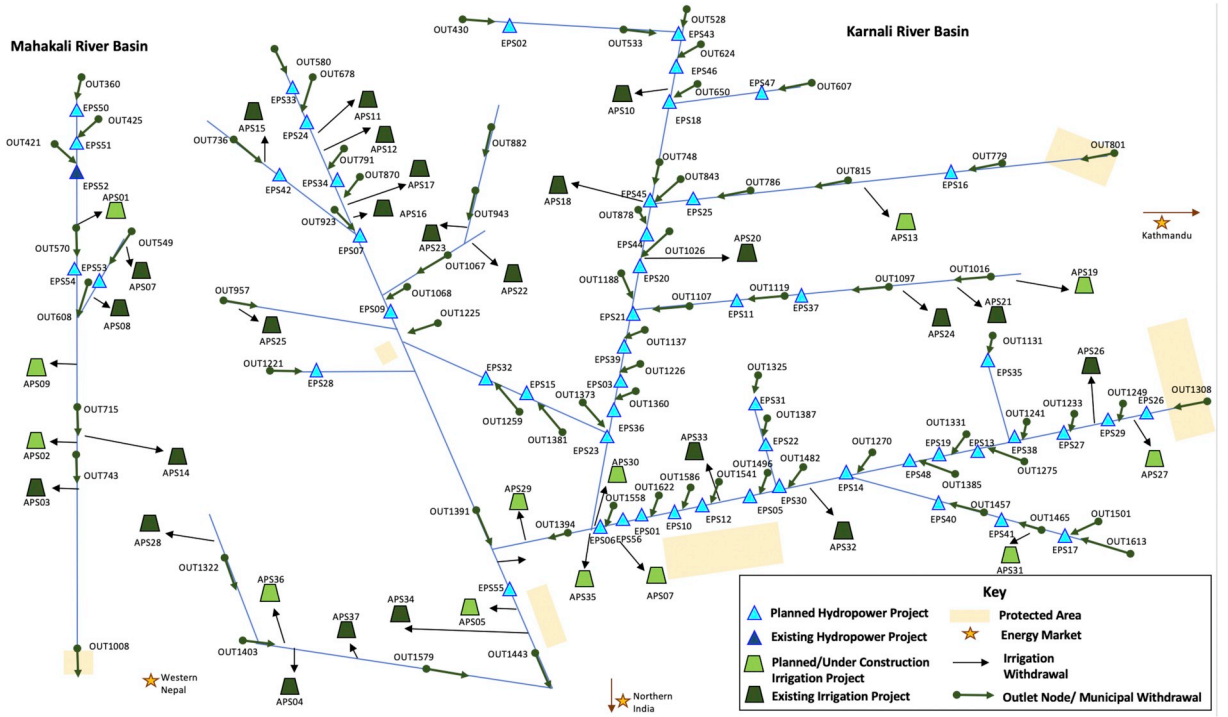 Mahakali River Basin
Karnali River Basin
OUT360
EPS50
OUT425
OUT421
EPS51
EPS52
APS01
OUT570
OUT549
EPS53
EPS54
APS07
APS08
OUT608
APS09
OUT715
APS02
APS14
OUT743
APS03
OUT1008
Western
Nepal
OUT580
OUT678
EPS33
APS15
APS11
EPS24
OUT736
APS12
OUT791
OUT870
EPS42
EPS34
APS17
OUT882
OUT923
APS16
OUT943
APS23
EPS07
OUT1067
APS22
OUT957
OUT1068
EPS09
OUT1225
APS25
OUT1221
EPS28
EPS32
EPS15
OUT1373
OUT1259
OUT1381
OUT1391
APS28
OUT1322
APS36
APS37
APS34
EPS55
APS05
OUT1403
OUT1579
OUT1443
APS04
Northern
India
OUT430
EPS02
OUT533
OUT528
EPS43
OUT624
EPS46
OUT650
EPS47
OUT607
APS10
EPS18
OUT748
OUT843
OUT786
OUT815
OUT779
OUT801
EPS16
APS18
EPS45
EPS25
OUT878
APS13
Kathmandu
EPS44
OUT1026
APS20
EPS20
OUT1188
OUT1107
OUT1119
OUT1097
OUT1016
APS19
EPS21
EPS11
EPS37
APS24
APS21
OUT1137
EPS39
OUT1226
EPS03
OUT1360
EPS36
EPS23
OUT1325
EPS31
OUT1387
EPS22
OUT1131
EPS35
APS26
OUT1249
EPS26
OUT1308
OUT1233
OUT1241
OUT1331
OUT1270
EPS19
EPS13
EPS38
EPS27
EPS29
OUT1275
APS27
EPS48
OUT1385
EPS14
APS33
OUT1496
OUT1482
OUT1541
OUT1586
OUT1622
OUT1558
APS30
APS29
OUT1394
EPS06
EPS56
EPS01
EPS10
EPS12
EPS05
EPS30
APS32
EPS40
OUT1457
EPS41
OUT1465
OUT1501
EPS17
OUT1613
APS31
APS35
APS07
Key
Planned Hydropower Project
Protected Area
Existing Hydropower Project
Energy Market
Planned/Under Construction
Irrigation Project
Irrigation
Withdrawal
Existing Irrigation Project
Outlet Node/ Municipal Withdrawal